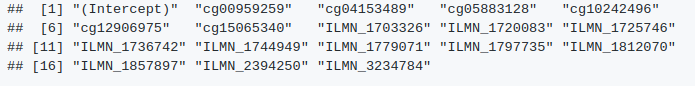 ##  [1] "(Intercept)"  "cg00959259"   "cg04153489"   "cg05883128"   "cg10242496"
##  [6] "cg12906975"   "cg15065340"   "ILMN_1703326" "ILMN_1720083" "ILMN_1725746"
## [11] "ILMN_1736742" "ILMN_1744949" "ILMN_1779071" "ILMN_1797735" "ILMN_1812070"
## [16] "ILMN_1857897" "ILMN_2394250" "ILMN_3234784"